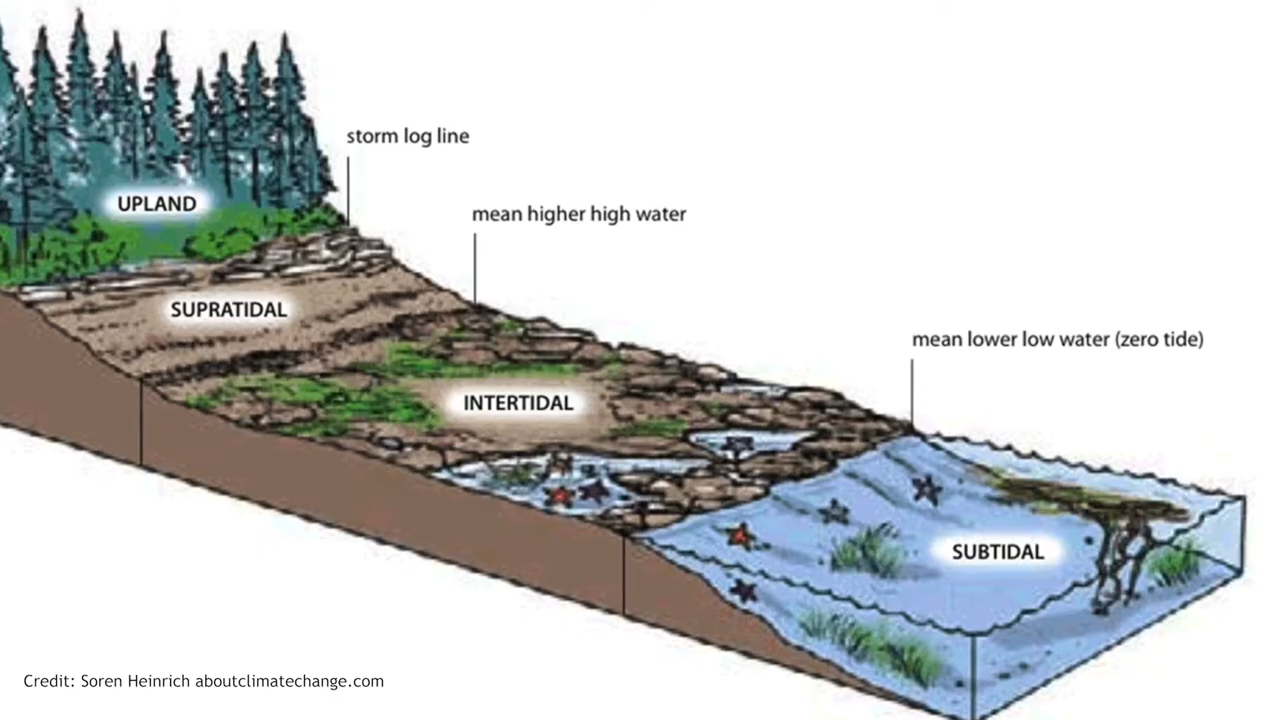 storm log line
UPLAND
mean higher high water
SUPRATIDAL
mean lower low water (zero tide)
INTERTIDAL
SUBTIDAL
Credit: Soren Heinrich aboutclimatechange.com